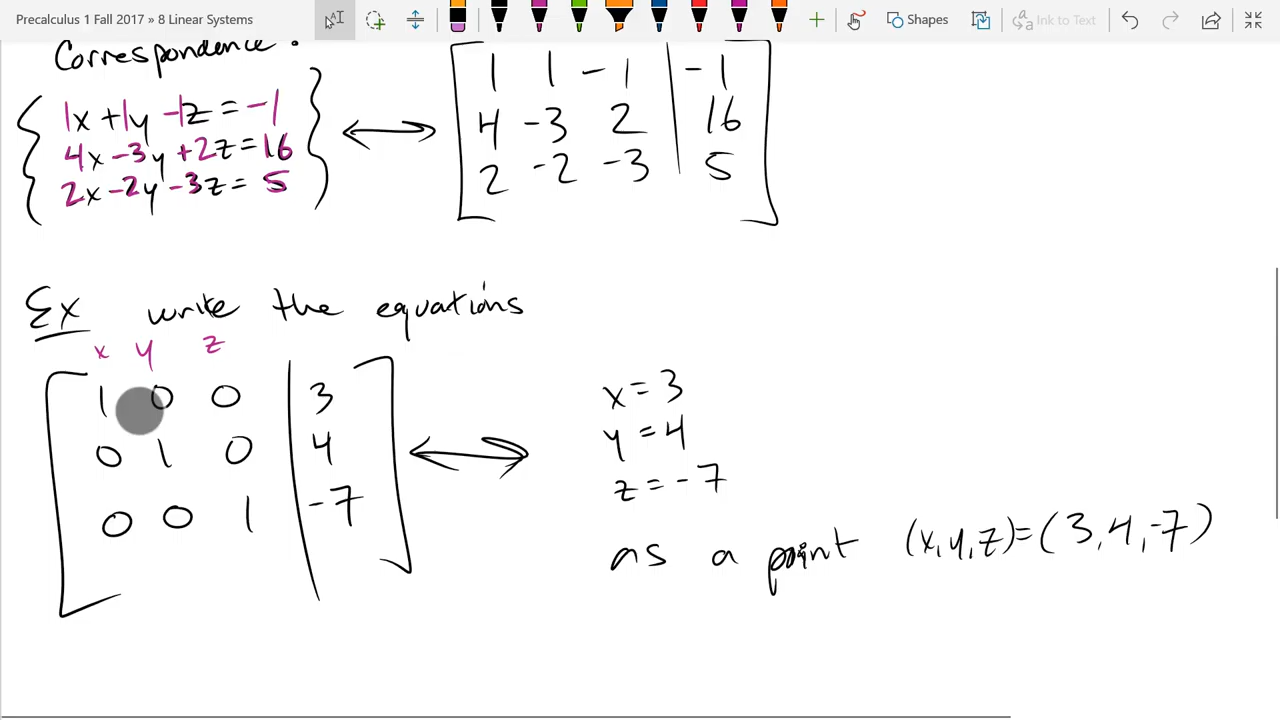 Precalculus 1 Fall 2017 » 8 Linear Systems
Shapes
Ink to Text
Correspondence:
1x +1y -1z = -1
4x -3y +2z = 16
2x -2y -3z = 5
1 1 -1 | -1
4 -3 2 | 16
2 -2 -3 | 5
Ex write the equations
x y z
1 0 0 | 3
0 1 0 | 4
0 0 1 | -7
x = 3
y = 4
z = -7
as a point (x,y,z)=(3,4,-7)